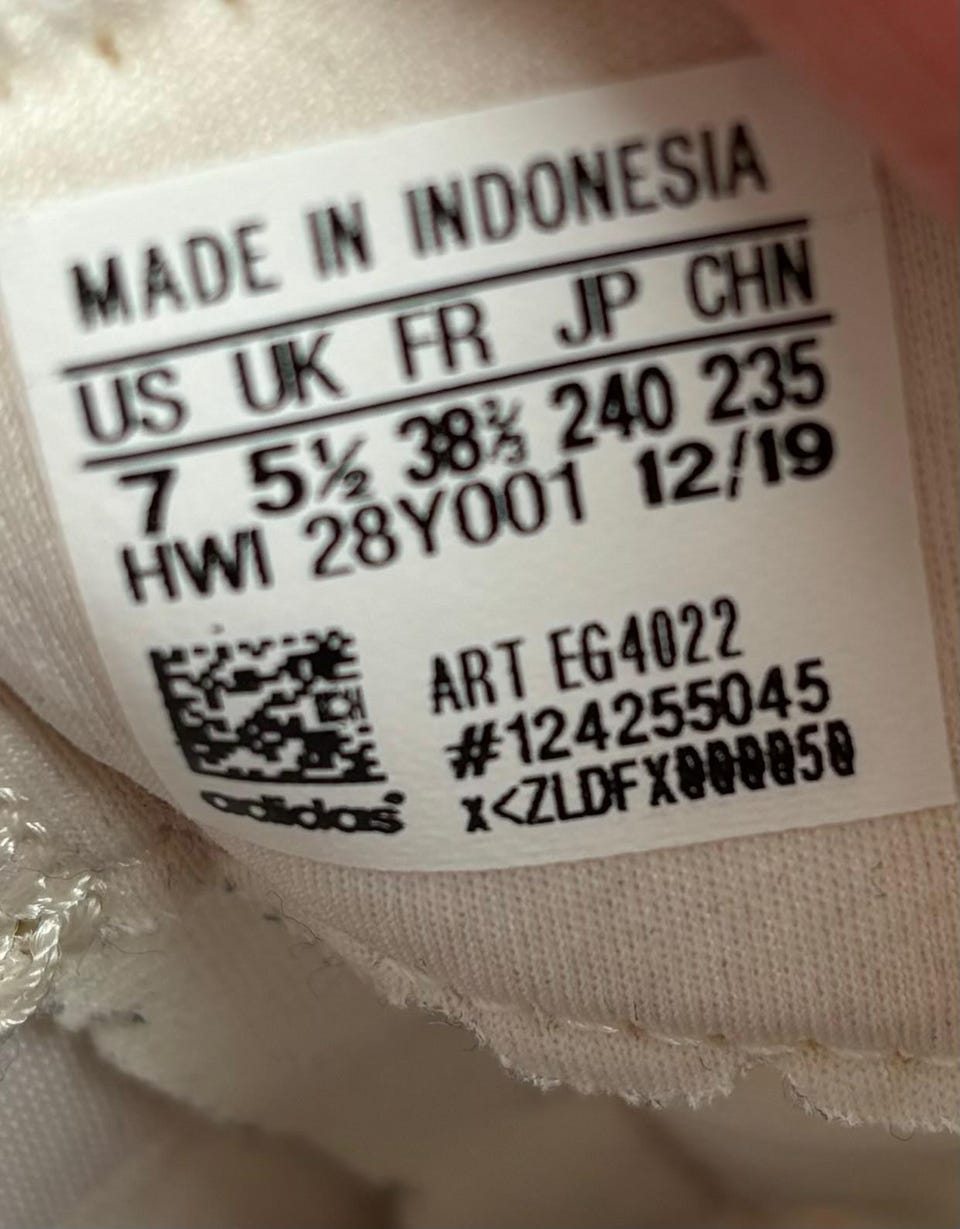 MADE IN INDONESIA
US UK FR JP CHN
7 5½ 38⅔ 240 235
HWI 28Y001 12/19
ART EG4022
#124255045
x<ZLDFX000050
adidas